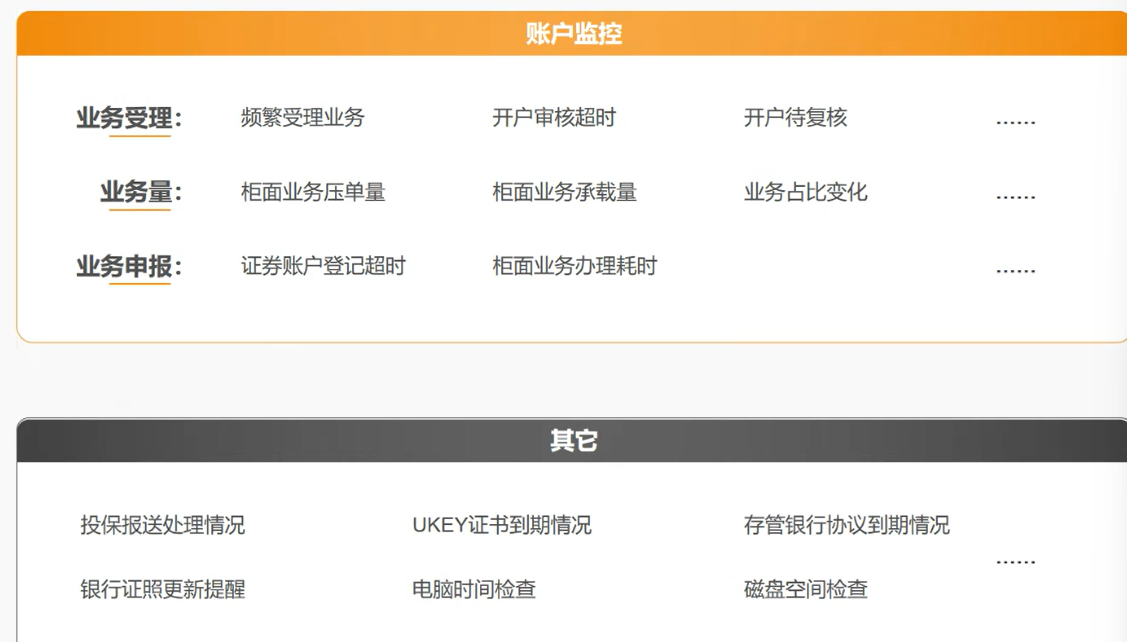 账户监控
业务受理： 频繁受理业务 开户审核超时 开户待复核 ……
业务量： 柜面业务压单量 柜面业务承载量 业务占比变化 ……
业务申报： 证券账户登记超时 柜面业务办理耗时 ……
其它
投保报送处理情况 UKEY证书到期情况 存管银行协议到期情况
……
银行证照更新提醒 电脑时间检查 磁盘空间检查